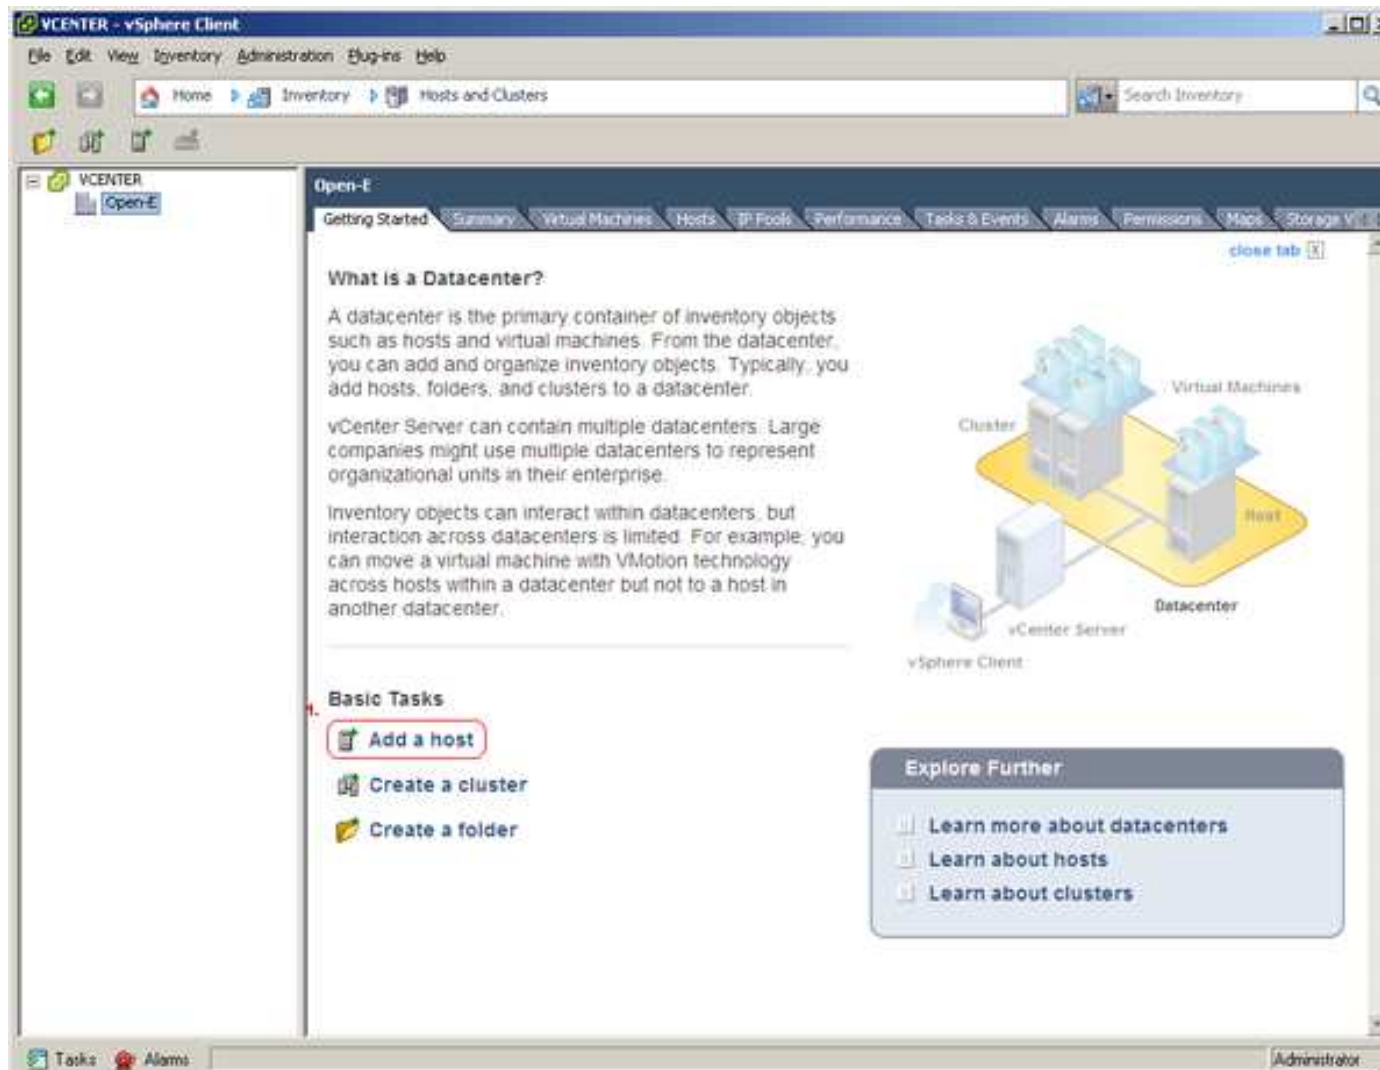 VCENTER - vSphere Client
File Edit View Inventory Administration Plug-ins Help
Home Inventory Hosts and Clusters
Search Inventory
VCENTER
Open-E
Open-E
Getting Started Summary Virtual Machines Hosts IP Pools Performance Tasks & Events Alarms Permissions Maps Storage V
close tab [X]
What is a Datacenter?
A datacenter is the primary container of inventory objects
such as hosts and virtual machines. From the datacenter,
you can add and organize inventory objects. Typically, you
add hosts, folders, and clusters to a datacenter.
vCenter Server can contain multiple datacenters. Large
companies might use multiple datacenters to represent
organizational units in their enterprise.
Inventory objects can interact within datacenters, but
interaction across datacenters is limited. For example, you
can move a virtual machine with VMotion technology
across hosts within a datacenter but not to a host in
another datacenter.
Virtual Machines
Cluster
Host
Datacenter
vCenter Server
vSphere Client
Basic Tasks
1.
Add a host
Create a cluster
Create a folder
Explore Further
Learn more about datacenters
Learn about hosts
Learn about clusters
Tasks Alarms
Administrator